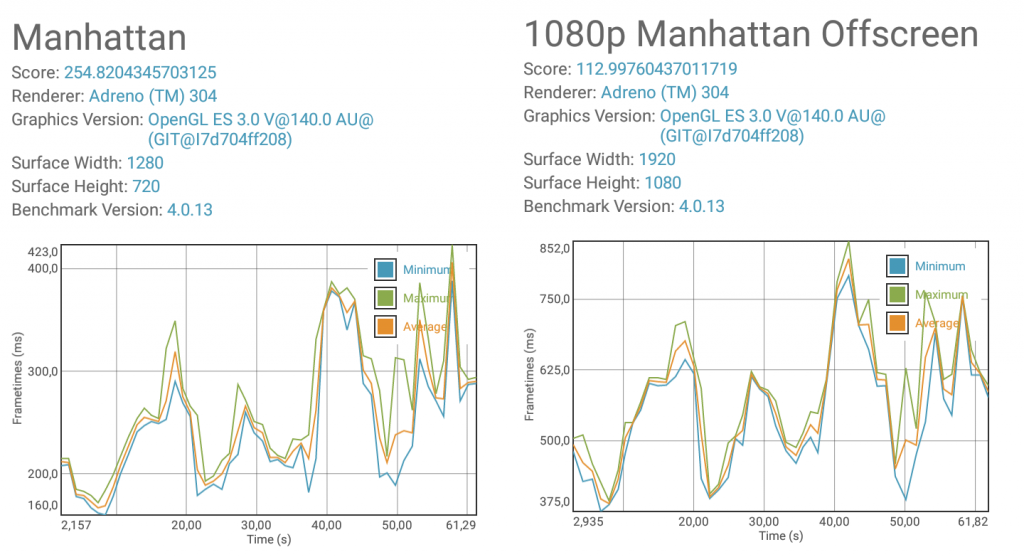 Manhattan
Score: 254.8204345703125
Renderer: Adreno (TM) 304
Graphics Version: OpenGL ES 3.0 V@140.0 AU@
(GIT@I7d704ff208)
Surface Width: 1280
Surface Height: 720
Benchmark Version: 4.0.13
423,0
400,0
300,0
200,0
160,0
Frametimes (ms)
Minimum
Maximum
Average
2,157
20,00
30,00
40,00
50,00
61,29
Time (s)
1080p Manhattan Offscreen
Score: 112.99760437011719
Renderer: Adreno (TM) 304
Graphics Version: OpenGL ES 3.0 V@140.0 AU@
(GIT@I7d704ff208)
Surface Width: 1920
Surface Height: 1080
Benchmark Version: 4.0.13
852,0
750,0
625,0
500,0
375,0
Frametimes (ms)
Minimum
Maximum
Average
2,935
20,00
30,00
40,00
50,00
61,82
Time (s)